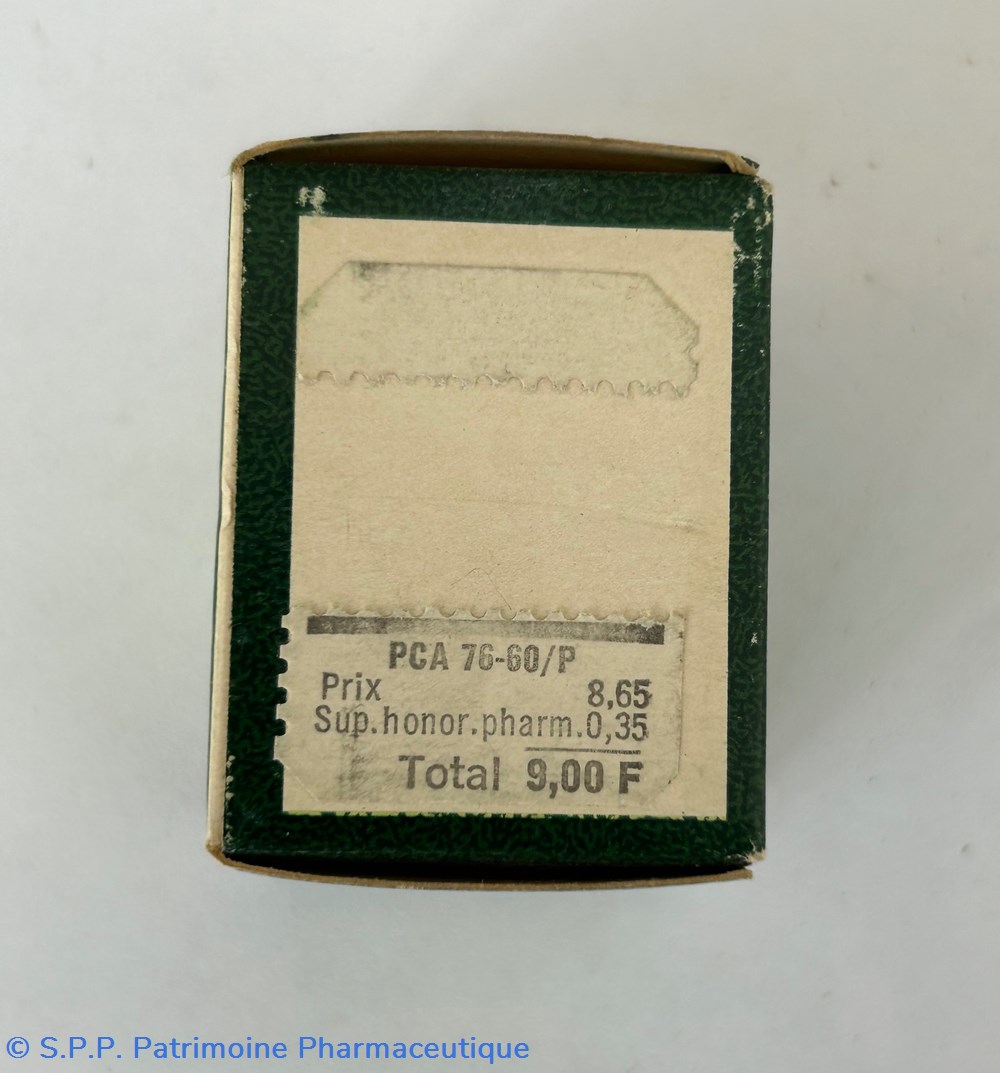 PCA 76-60/P
Prix 8,65
Sup.honor.pharm.0,35
Total 9,00 F
© S.P.P. Patrimoine Pharmaceutique